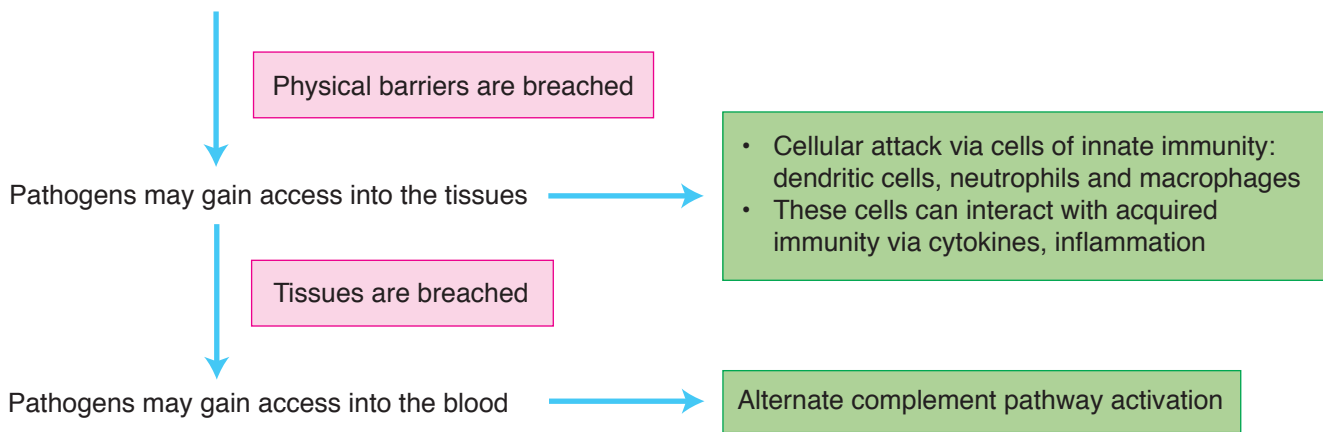 Physical barriers are breached
Pathogens may gain access into the tissues
• Cellular attack via cells of innate immunity:
dendritic cells, neutrophils and macrophages
• These cells can interact with acquired
immunity via cytokines, inflammation
Tissues are breached
Pathogens may gain access into the blood
Alternate complement pathway activation